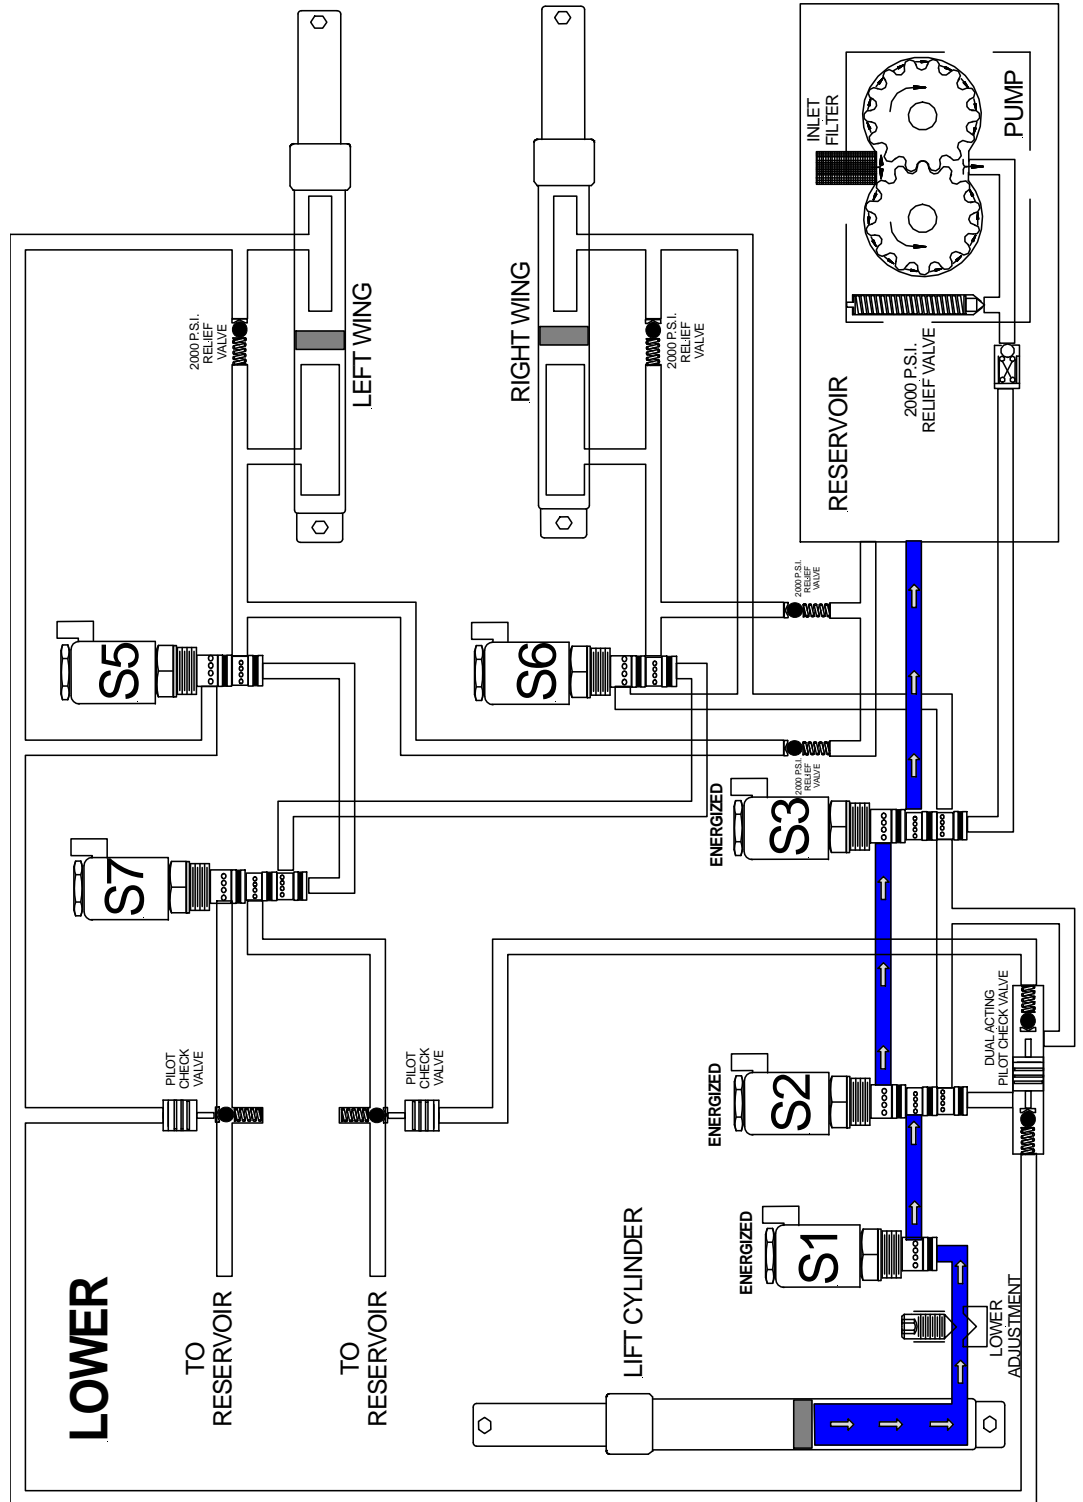 LOWER
TO
RESERVOIR
TO
RESERVOIR
PILOT
CHECK
VALVE
PILOT
CHECK
VALVE
S7
S5
S6
2000 P.S.I.
RELIEF
VALVE
LEFT WING
RIGHT WING
2000 P.S.I.
RELIEF
VALVE
LIFT CYLINDER
LOWER
ADJUSTMENT
ENERGIZED
S1
ENERGIZED
S2
ENERGIZED
S3
DUAL ACTING
PILOT CHECK VALVE
2000 P.S.I.
RELIEF
VALVE
2000 P.S.I.
RELIEF
VALVE
RESERVOIR
2000 P.S.I.
RELIEF VALVE
INLET
FILTER
PUMP